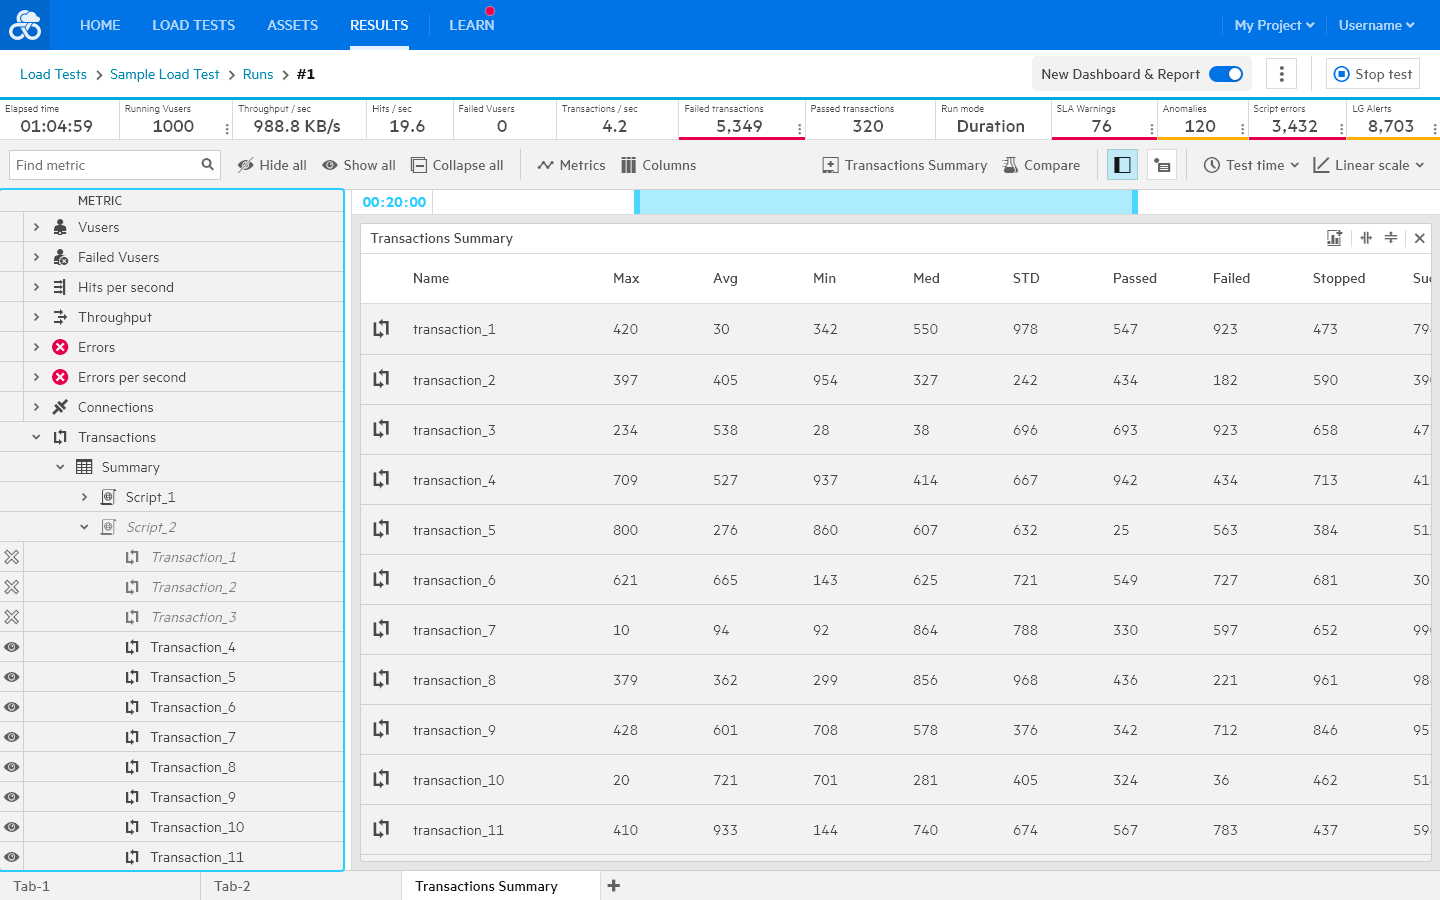 HOME LOAD TESTS ASSETS RESULTS LEARN My Project Username
Load Tests Sample Load Test Runs #1 New Dashboard & Report Stop test
Elapsed time Running Vusers Throughput / sec Hits / sec Failed Vusers Transactions / sec Failed transactions Passed transactions Run mode SLA Warnings Anomalies Script errors LG Alerts
01:04:59 1000 988.8 KB/s 19.6 0 4.2 5,349 320 Duration 76 120 3,432 8,703
Find metric Hide all Show all Collapse all Metrics Columns Transactions Summary Compare Test time Linear scale
METRIC
Vusers
Failed Vusers
Hits per second
Throughput
Errors
Errors per second
Connections
Transactions
Summary
Script_1
Script_2
Transaction_1
Transaction_2
Transaction_3
Transaction_4
Transaction_5
Transaction_6
Transaction_7
Transaction_8
Transaction_9
Transaction_10
Transaction_11
00:20:00
Transactions Summary
Name Max Avg Min Med STD Passed Failed Stopped
transaction_1 420 30 342 550 978 547 923 473
transaction_2 397 405 954 327 242 434 182 590
transaction_3 234 538 28 38 696 693 923 658
transaction_4 709 527 937 414 667 942 434 713
transaction_5 800 276 860 607 632 25 563 384
transaction_6 621 665 143 625 721 549 727 681
transaction_7 10 94 92 864 788 330 597 652
transaction_8 379 362 299 856 968 436 221 961
transaction_9 428 601 708 578 376 342 712 846
transaction_10 20 721 701 281 405 324 36 462
transaction_11 410 933 144 740 674 567 783 437
Tab-1 Tab-2 Transactions Summary